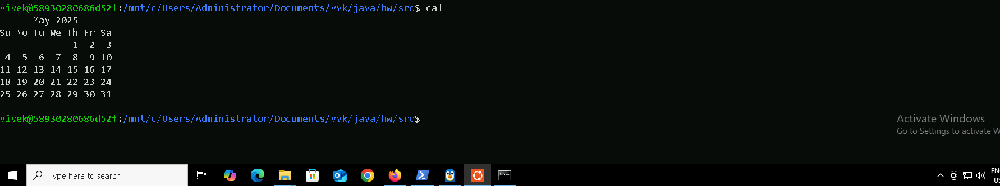 vivek@58930280686d52f:/mnt/c/Users/Administrator/Documents/vvk/java/hw/src$ cal
      May 2025
Su Mo Tu We Th Fr Sa
             1  2  3
 4  5  6  7  8  9 10
11 12 13 14 15 16 17
18 19 20 21 22 23 24
25 26 27 28 29 30 31
vivek@58930280686d52f:/mnt/c/Users/Administrator/Documents/vvk/java/hw/src$
Activate Windows
Go to Settings to activate W
Type here to search
EN
US